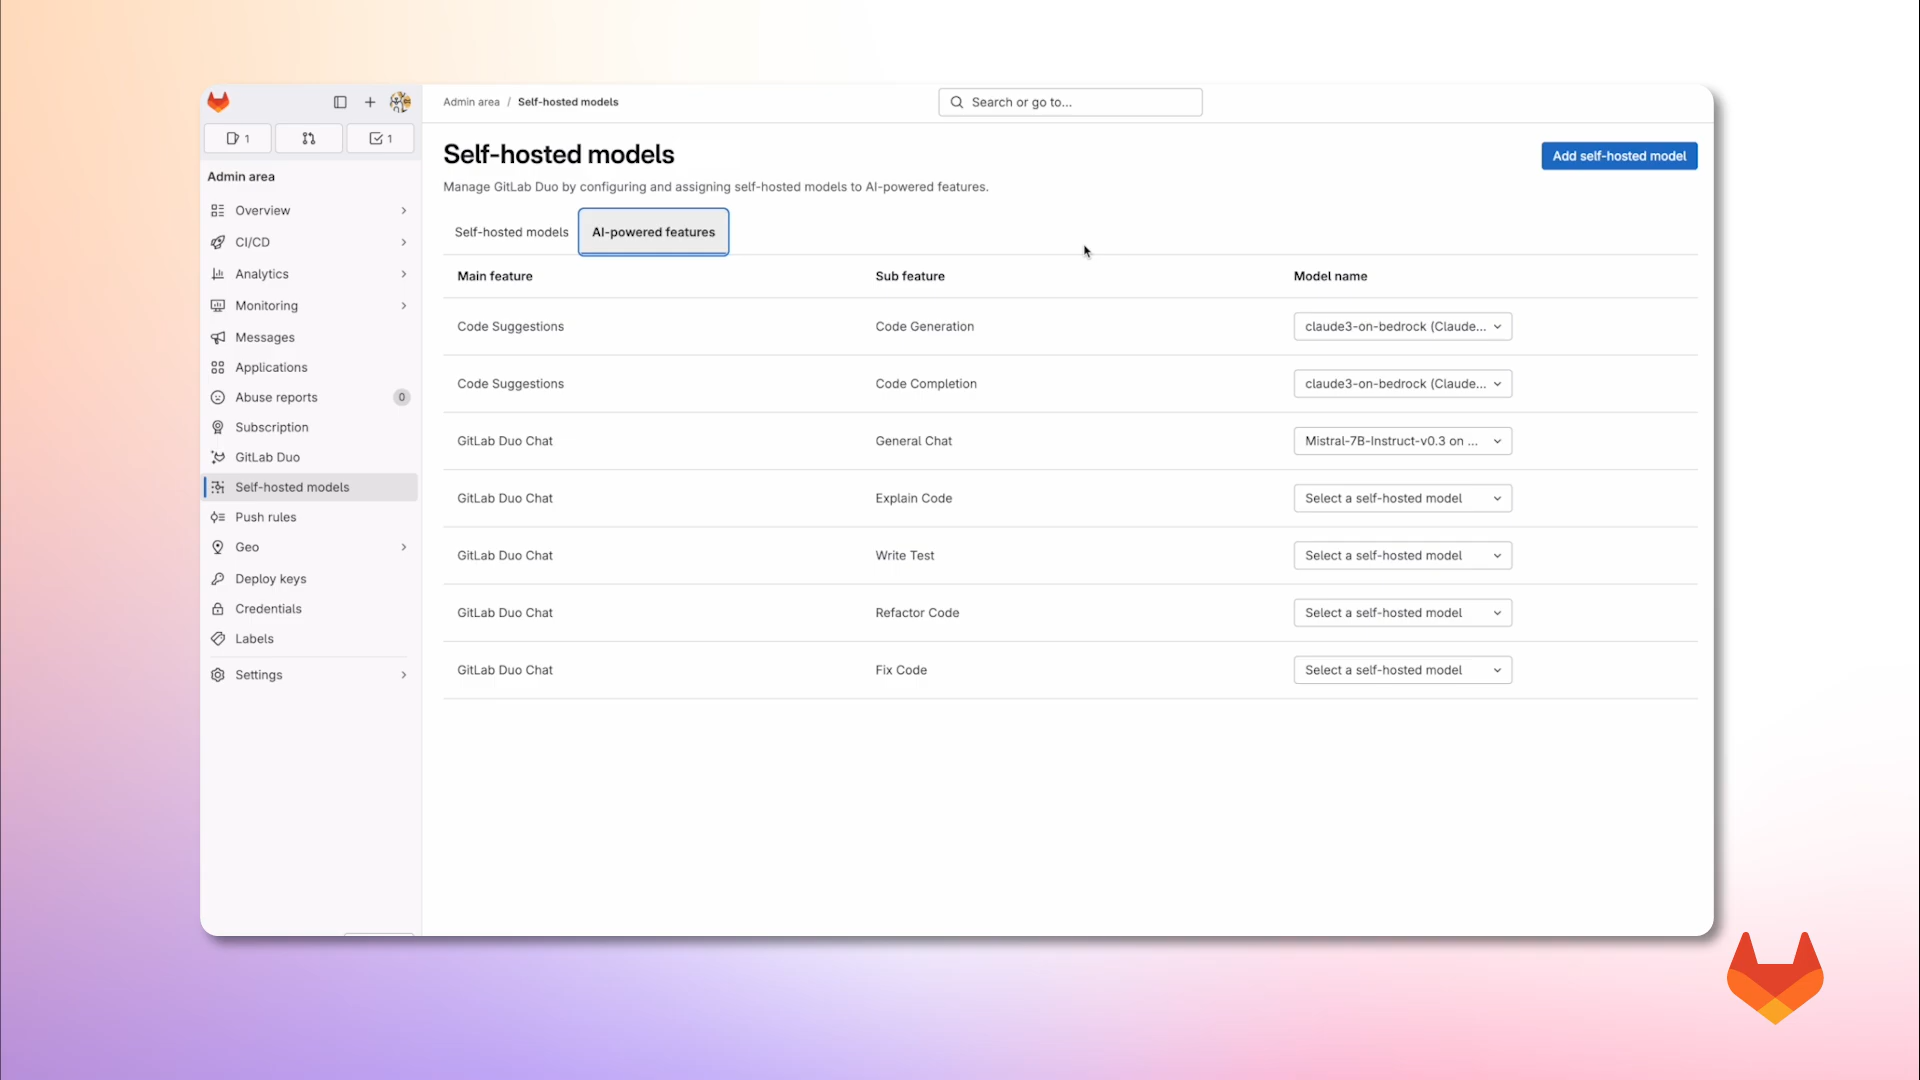 Admin area / Self-hosted models
Search or go to...
1
1
Admin area
Overview
CI/CD
Analytics
Monitoring
Messages
Applications
Abuse reports 0
Subscription
GitLab Duo
Self-hosted models
Push rules
Geo
Deploy keys
Credentials
Labels
Settings
Self-hosted models
Add self-hosted model
Manage GitLab Duo by configuring and assigning self-hosted models to AI-powered features.
Self-hosted models AI-powered features
Main feature Sub feature Model name
Code Suggestions Code Generation claude3-on-bedrock (Claude...
Code Suggestions Code Completion claude3-on-bedrock (Claude...
GitLab Duo Chat General Chat Mistral-7B-Instruct-v0.3 on ...
GitLab Duo Chat Explain Code Select a self-hosted model
GitLab Duo Chat Write Test Select a self-hosted model
GitLab Duo Chat Refactor Code Select a self-hosted model
GitLab Duo Chat Fix Code Select a self-hosted model